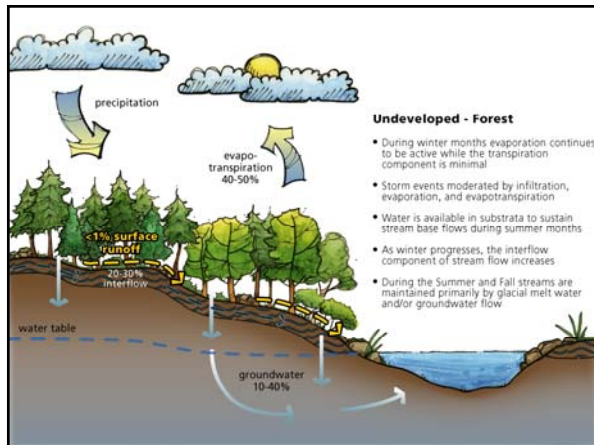 precipitation
evapo-
transpiration
40-50%
<1% surface
runoff
20-30%
interflow
water table
groundwater
10-40%
Undeveloped - Forest
• During winter months evaporation continues
to be active while the transpiration
component is minimal
• Storm events moderated by infiltration,
evaporation, and evapotranspiration
• Water is available in substrata to sustain
stream base flows during summer months
• As winter progresses, the interflow
component of stream flow increases
• During the Summer and Fall streams are
maintained primarily by glacial melt water
and/or groundwater flow